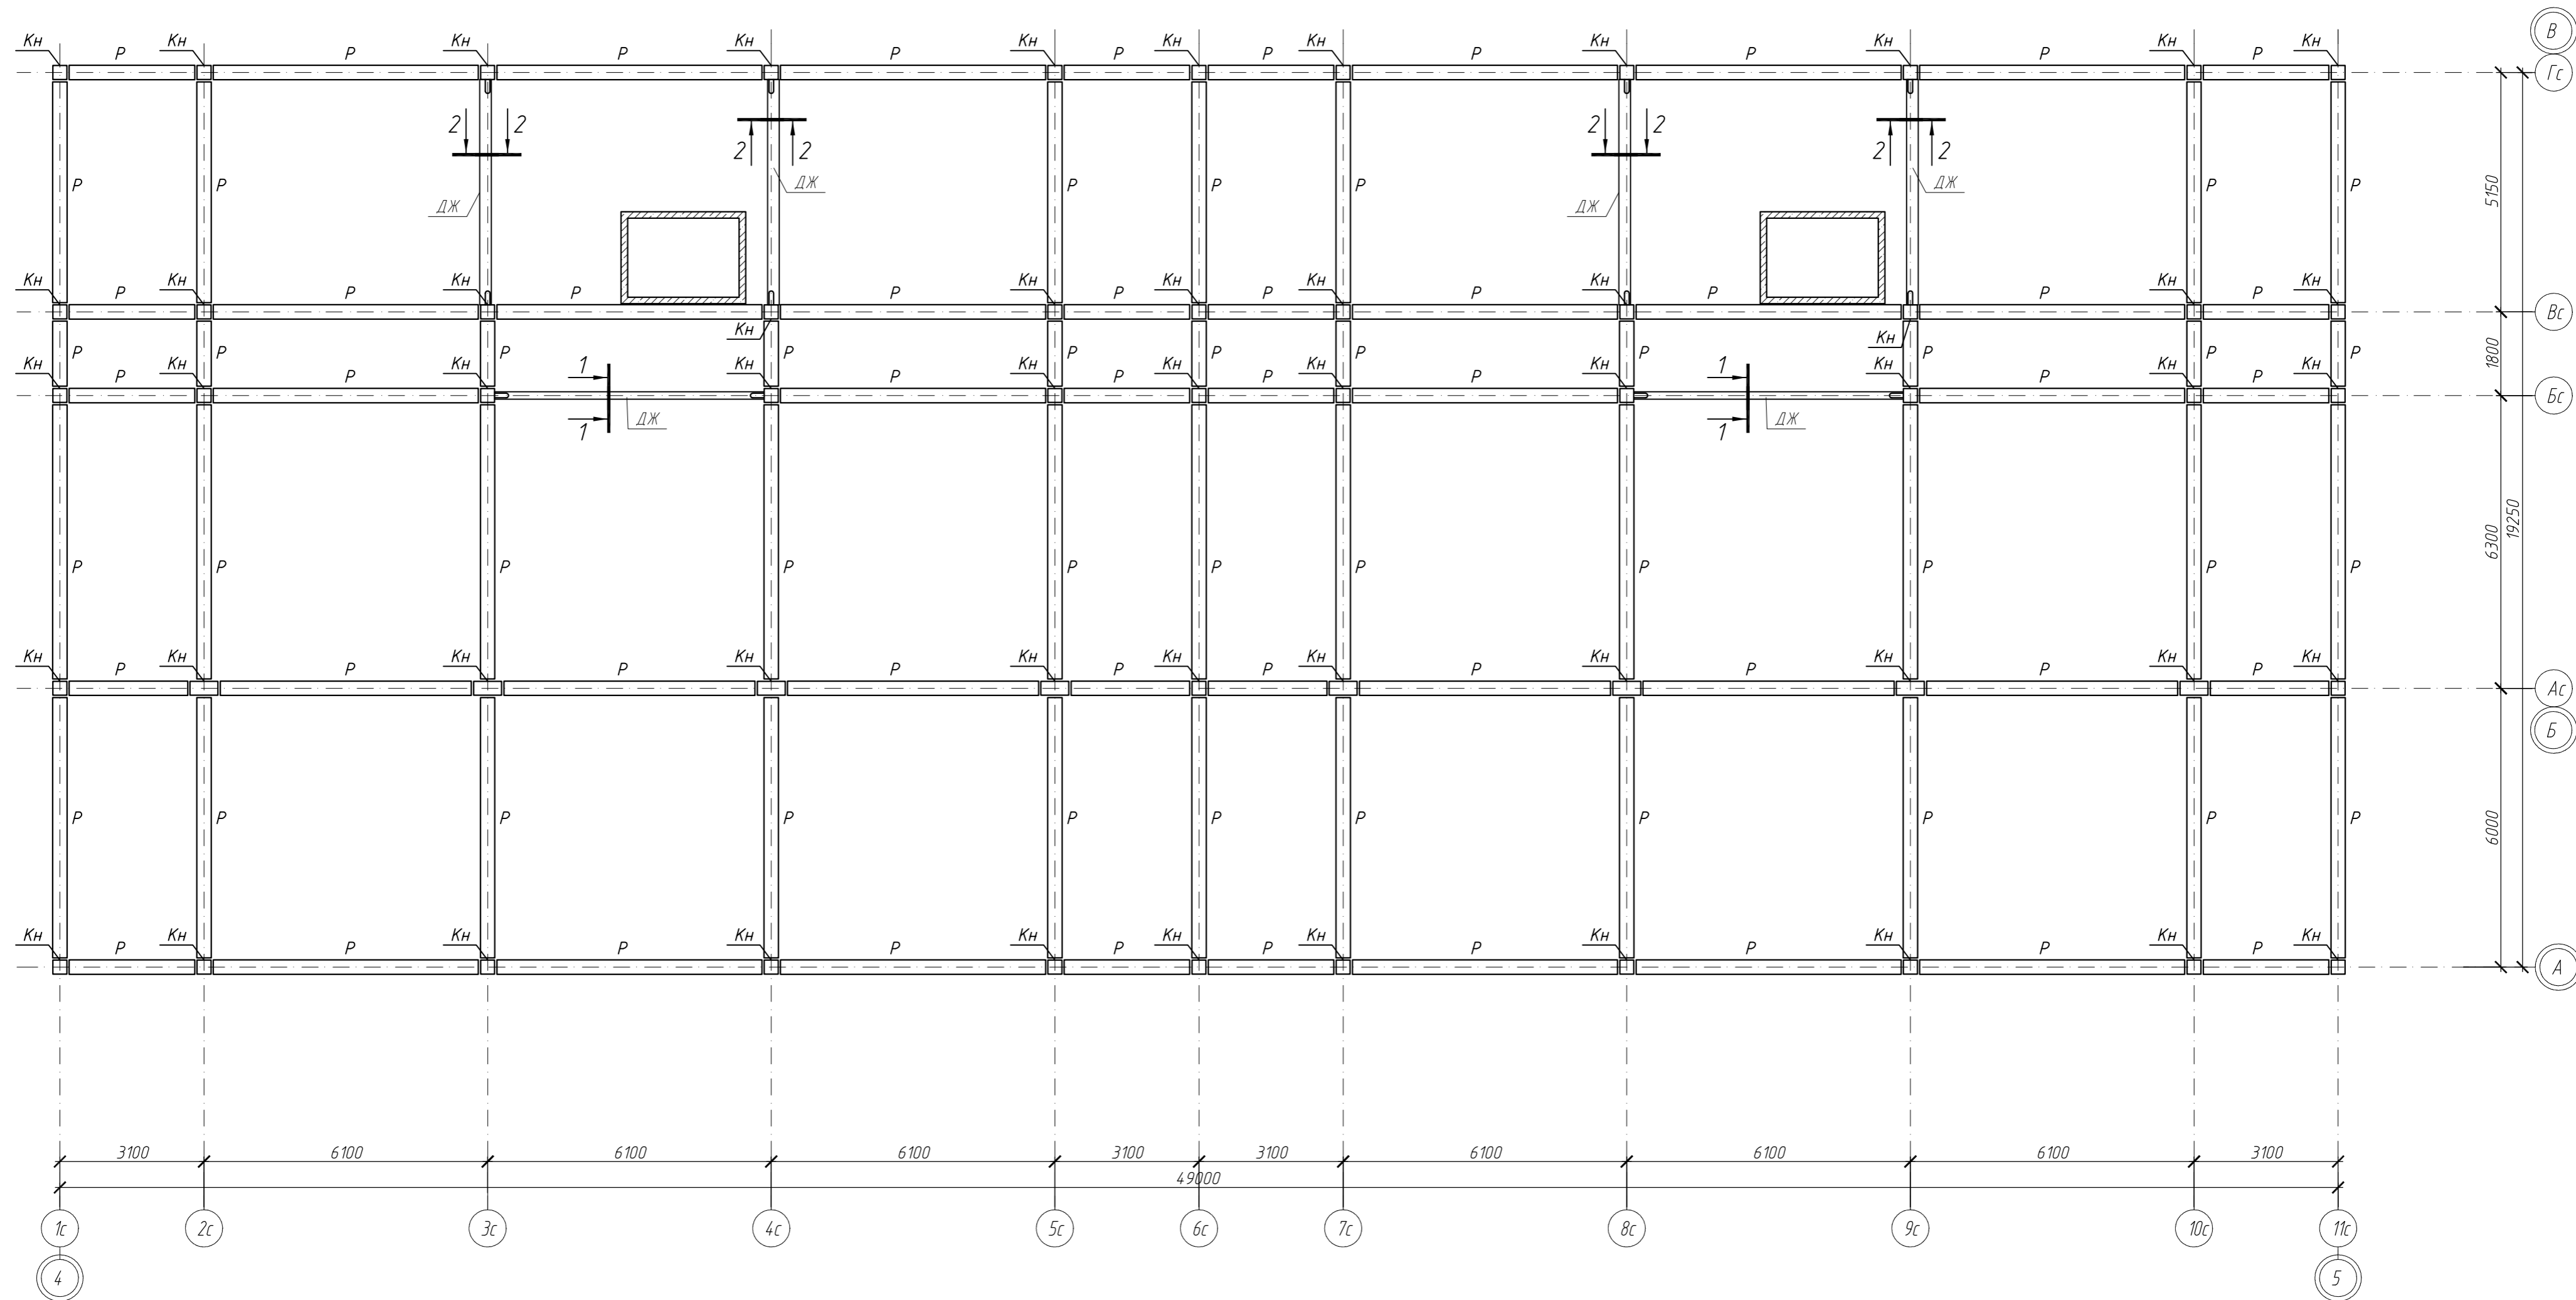 Кн Кн Кн Кн Кн Кн Кн Кн Кн Кн Кн В
Р Р Р Р Р Р Р Р Р Р
Гс
2 2 2 2
2 2 2 2
Р Р ДЖ Р Р Р ДЖ Р Р 5150
ДЖ ДЖ
Кн Кн Кн Кн Кн Кн Кн Кн Кн
Р Р Р Р Р Р Р Р Р Р
Вс
Кн Кн
Р Р Р Р Р Р Р Р Р Р Р 1800
Кн Кн Кн 1 Кн Кн Кн Кн Кн 1 Кн Кн Кн
Р Р Р Р Р Р Р Р
Бс
ДЖ ДЖ
1 1
19250
6300
Р Р Р Р Р Р Р Р Р Р Р
Кн Кн Кн Кн Кн Кн Кн Кн Кн Кн Кн
Р Р Р Р Р Р Р Р Р Р
Ас
Б
Р Р Р Р Р Р Р Р Р Р Р 6000
Кн Кн Кн Кн Кн Кн Кн Кн Кн Кн Кн
Р Р Р Р Р Р Р Р Р Р
А
3100 6100 6100 6100 3100 3100 6100 6100 6100 3100
49000
1с 2с 3с 4с 5с 6с 7с 8с 9с 10с 11с
4 5